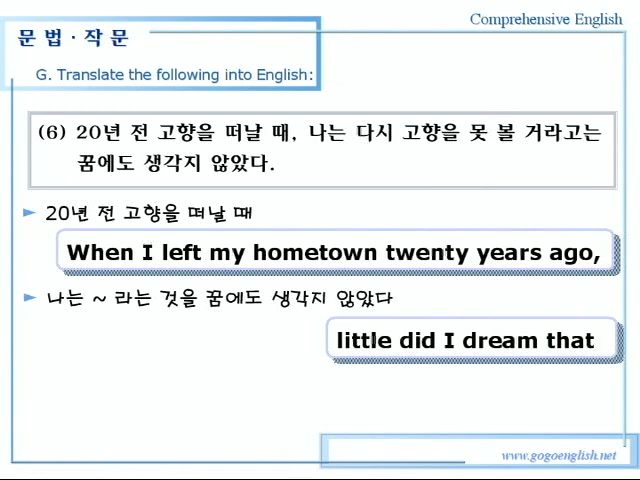 Comprehensive English
문 법 · 작 문
G. Translate the following into English:
(6) 20년 전 고향을 떠날 때, 나는 다시 고향을 못 볼 거라고는
꿈에도 생각지 않았다.
► 20년 전 고향을 떠날 때
When I left my hometown twenty years ago,
► 나는 ~ 라는 것을 꿈에도 생각지 않았다
little did I dream that
www.gogoenglish.net